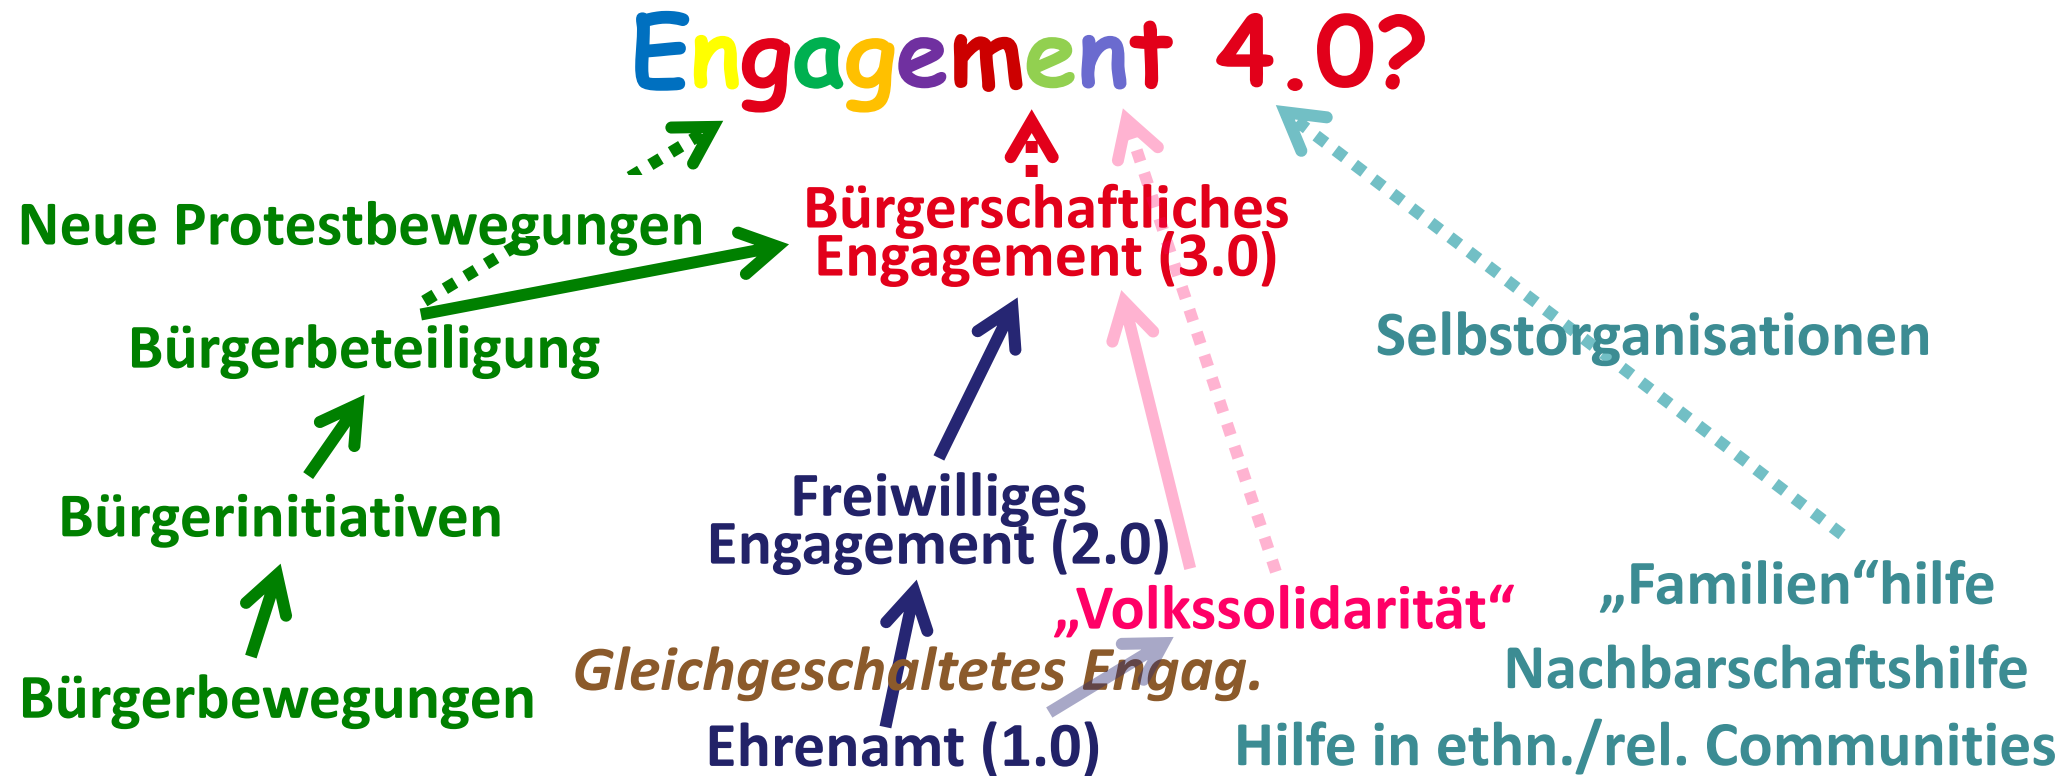 Engagement 4.0?
Neue Protestbewegungen
Bürgerschaftliches
Engagement (3.0)
Bürgerbeteiligung
Selbstorganisationen
Bürgerinitiativen
Freiwilliges
Engagement (2.0)
„Volkssolidarität“
„Familien“hilfe
Gleichgeschaltetes Engag.
Nachbarschaftshilfe
Bürgerbewegungen
Ehrenamt (1.0)
Hilfe in ethn./rel. Communities